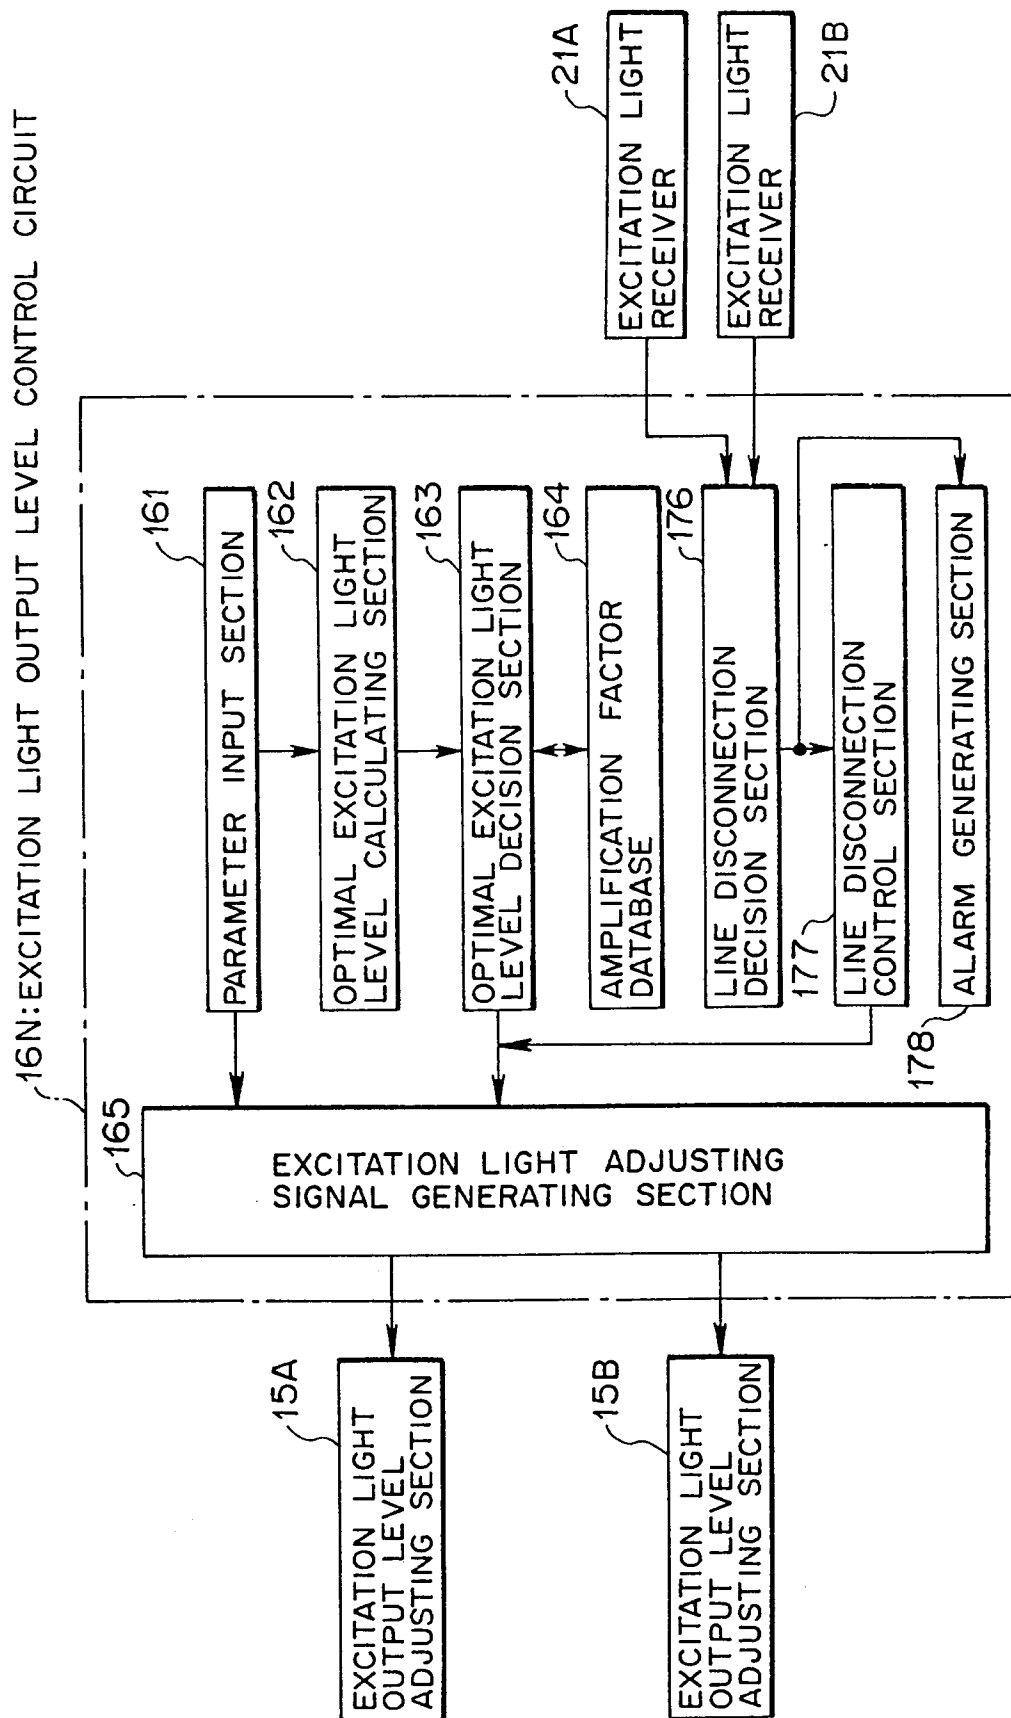 16N:EXCITATION LIGHT OUTPUT LEVEL CONTROL CIRCUIT
165
EXCITATION LIGHT ADJUSTING
SIGNAL GENERATING SECTION
161
PARAMETER INPUT SECTION
162
OPTIMAL EXCITATION LIGHT
LEVEL CALCULATING SECTION
163
OPTIMAL EXCITATION LIGHT
LEVEL DECISION SECTION
164
AMPLIFICATION FACTOR
DATABASE
176
LINE DISCONNECTION
DECISION SECTION
177
LINE DISCONNECTION
CONTROL SECTION
178
ALARM GENERATING SECTION
15A
EXCITATION LIGHT
OUTPUT LEVEL
ADJUSTING SECTION
15B
EXCITATION LIGHT
OUTPUT LEVEL
ADJUSTING SECTION
21A
EXCITATION LIGHT
RECEIVER
EXCITATION LIGHT
RECEIVER
21B